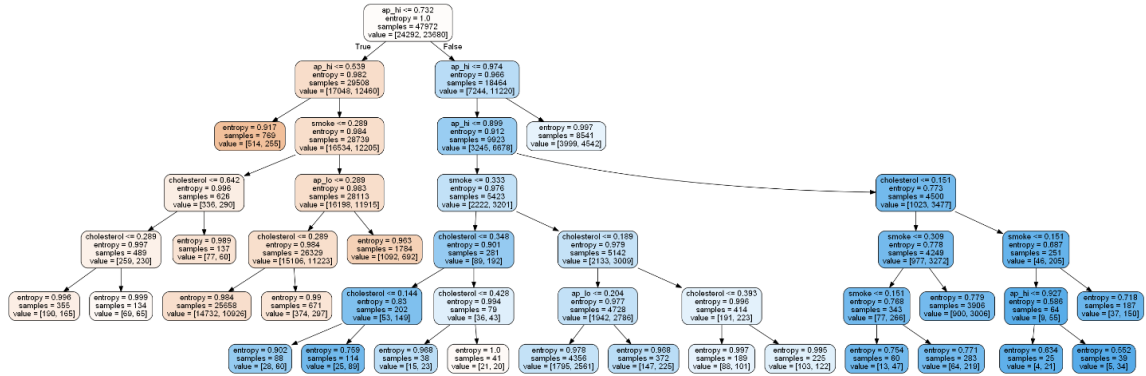 ap_hi <= 0.732
entropy = 1.0
samples = 47972
value = [24292, 23680]
True
False
ap_hi <= 0.539
entropy = 0.982
samples = 29508
value = [17048, 12460]
ap_hi <= 0.974
entropy = 0.966
samples = 18464
value = [7244, 11220]
entropy = 0.917
samples = 769
value = [514, 255]
smoke <= 0.289
entropy = 0.984
samples = 28739
value = [16534, 12205]
ap_hi <= 0.899
entropy = 0.912
samples = 9923
value = [3245, 6678]
entropy = 0.997
samples = 8541
value = [3999, 4542]
cholesterol <= 0.642
entropy = 0.996
samples = 626
value = [336, 290]
ap_lo <= 0.289
entropy = 0.983
samples = 28113
value = [16198, 11915]
smoke <= 0.333
entropy = 0.976
samples = 5423
value = [2222, 3201]
cholesterol <= 0.151
entropy = 0.773
samples = 4500
value = [1023, 3477]
cholesterol <= 0.289
entropy = 0.997
samples = 489
value = [259, 230]
entropy = 0.989
samples = 137
value = [77, 60]
cholesterol <= 0.289
entropy = 0.984
samples = 26329
value = [15106, 11223]
entropy = 0.963
samples = 1784
value = [1092, 692]
cholesterol <= 0.348
entropy = 0.901
samples = 281
value = [89, 192]
cholesterol <= 0.189
entropy = 0.979
samples = 5142
value = [2133, 3009]
smoke <= 0.309
entropy = 0.778
samples = 4249
value = [977, 3272]
smoke <= 0.151
entropy = 0.687
samples = 251
value = [46, 205]
entropy = 0.996
samples = 355
value = [190, 165]
entropy = 0.999
samples = 134
value = [69, 65]
entropy = 0.984
samples = 25658
value = [14732, 10926]
entropy = 0.99
samples = 671
value = [374, 297]
cholesterol <= 0.144
entropy = 0.83
samples = 202
value = [53, 149]
cholesterol <= 0.428
entropy = 0.994
samples = 79
value = [36, 43]
ap_lo <= 0.204
entropy = 0.977
samples = 4728
value = [1942, 2786]
cholesterol <= 0.393
entropy = 0.996
samples = 414
value = [191, 223]
smoke <= 0.151
entropy = 0.768
samples = 343
value = [77, 266]
entropy = 0.779
samples = 3906
value = [900, 3006]
ap_hi <= 0.927
entropy = 0.586
samples = 64
value = [9, 55]
entropy = 0.718
samples = 187
value = [37, 150]
entropy = 0.902
samples = 88
value = [28, 60]
entropy = 0.759
samples = 114
value = [25, 89]
entropy = 0.968
samples = 38
value = [15, 23]
entropy = 1.0
samples = 41
value = [21, 20]
entropy = 0.978
samples = 4356
value = [1795, 2561]
entropy = 0.968
samples = 372
value = [147, 225]
entropy = 0.997
samples = 189
value = [88, 101]
entropy = 0.995
samples = 225
value = [103, 122]
entropy = 0.754
samples = 60
value = [13, 47]
entropy = 0.771
samples = 283
value = [64, 219]
entropy = 0.634
samples = 25
value = [4, 21]
entropy = 0.552
samples = 39
value = [5, 34]